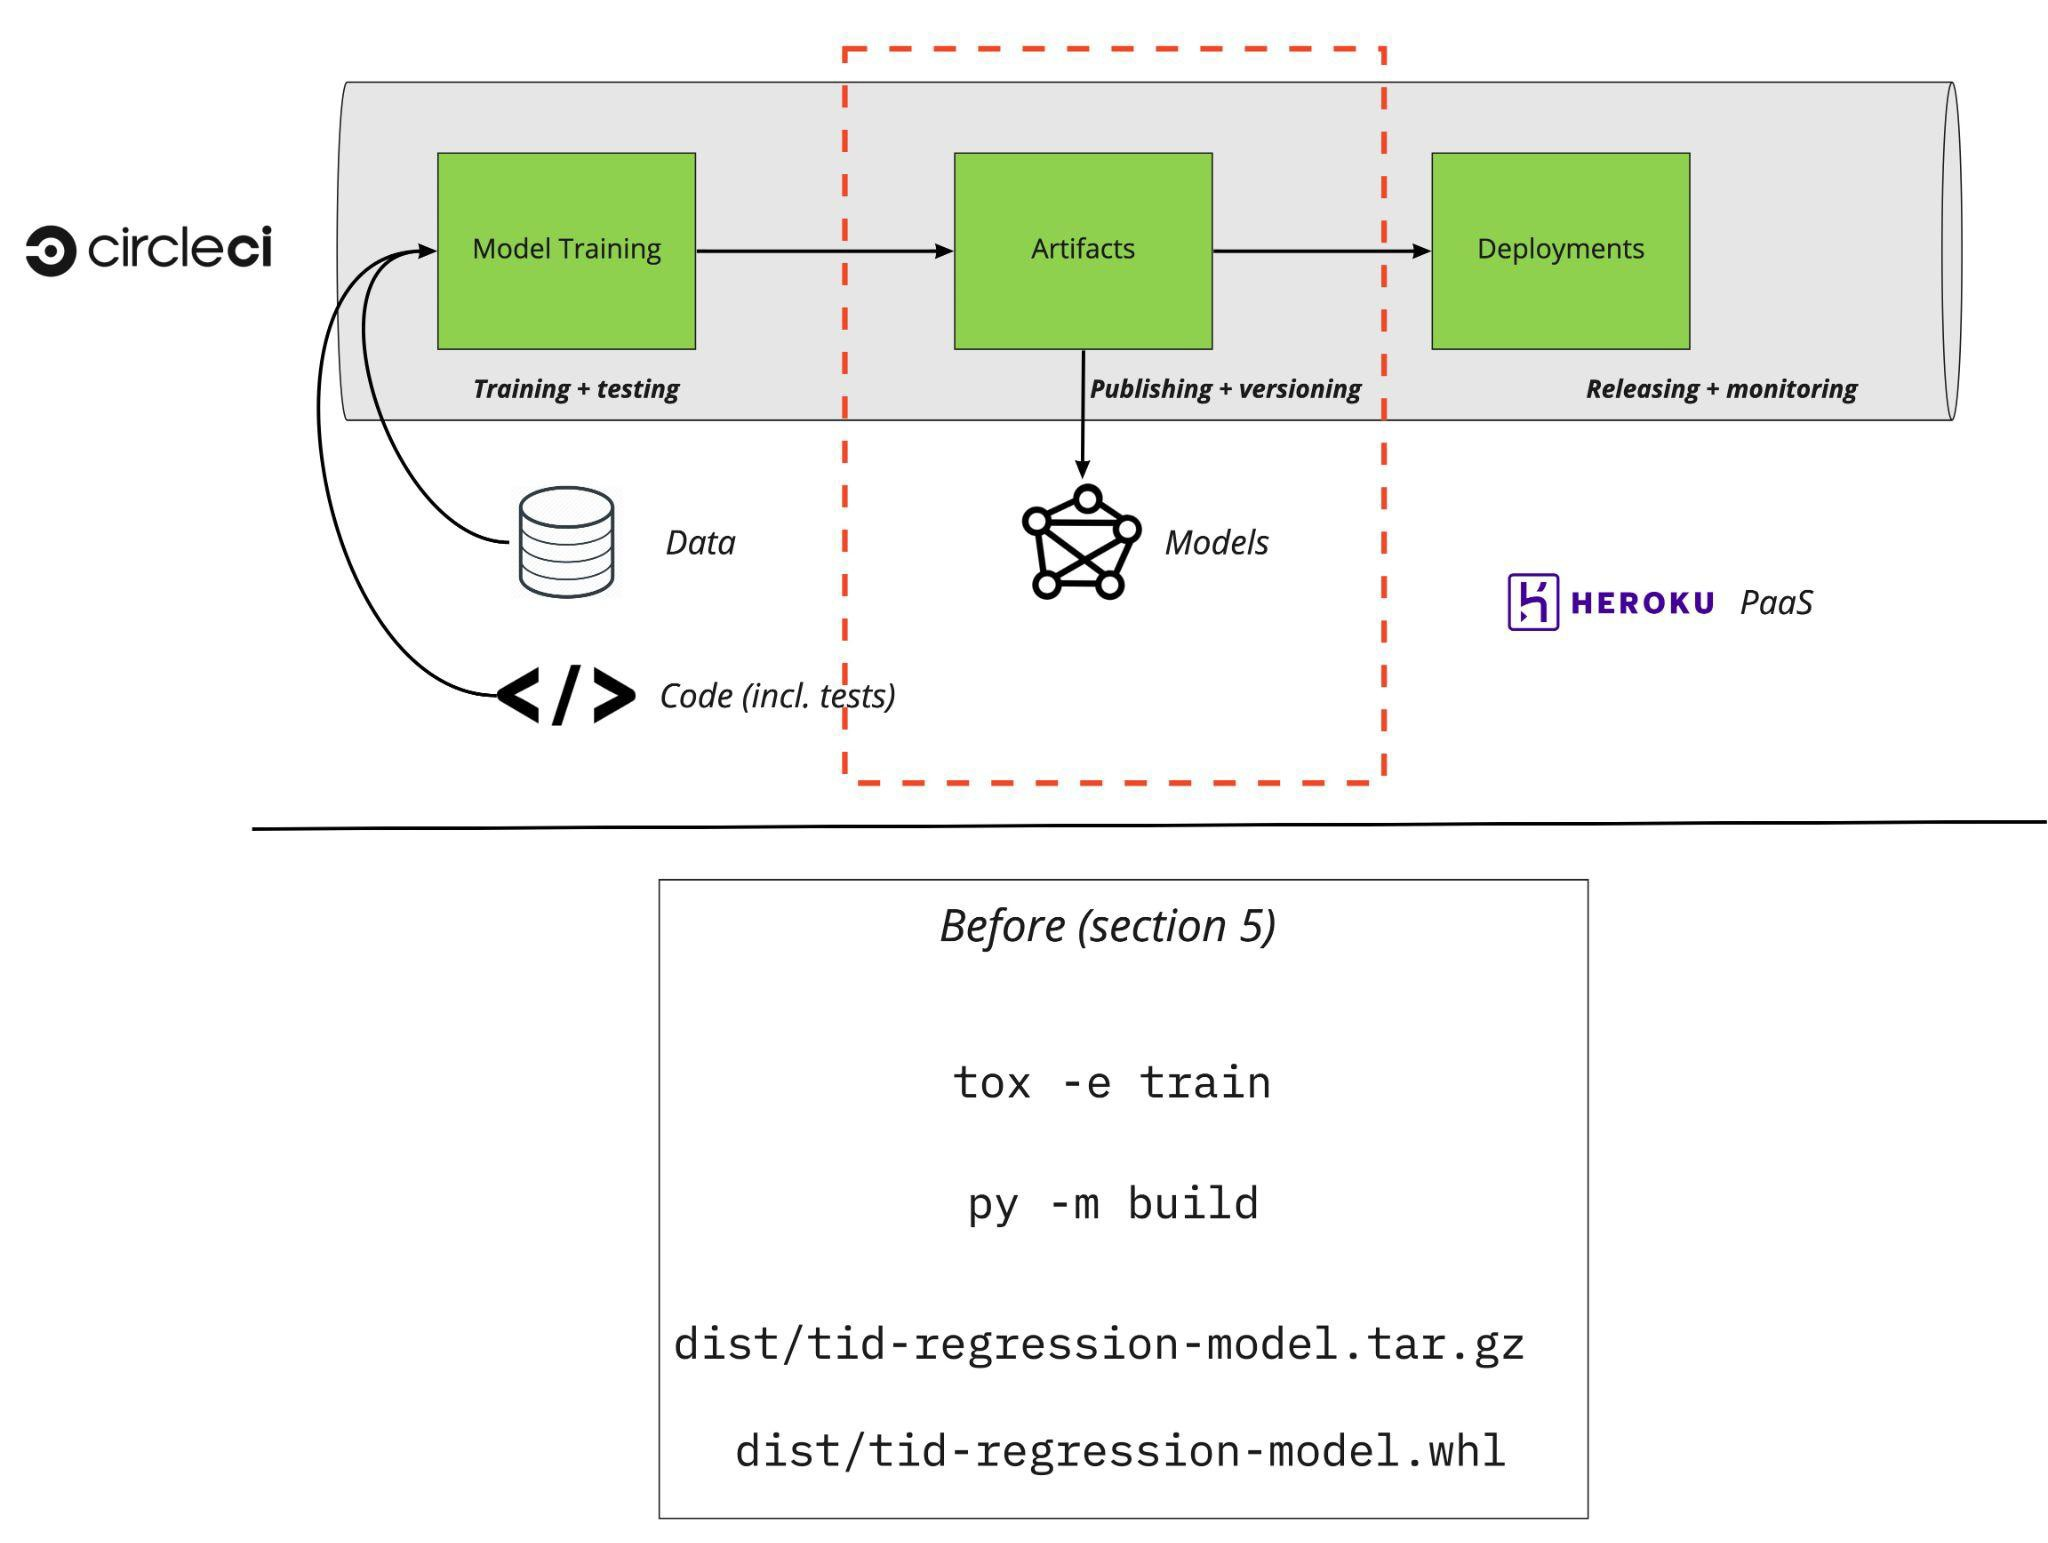 circleci
Model Training
Artifacts
Deployments
Training + testing
Publishing + versioning
Releasing + monitoring
Data
Models
HEROKU PaaS
</> Code (incl. tests)
Before (section 5)
tox -e train
py -m build
dist/tid-regression-model.tar.gz
dist/tid-regression-model.whl